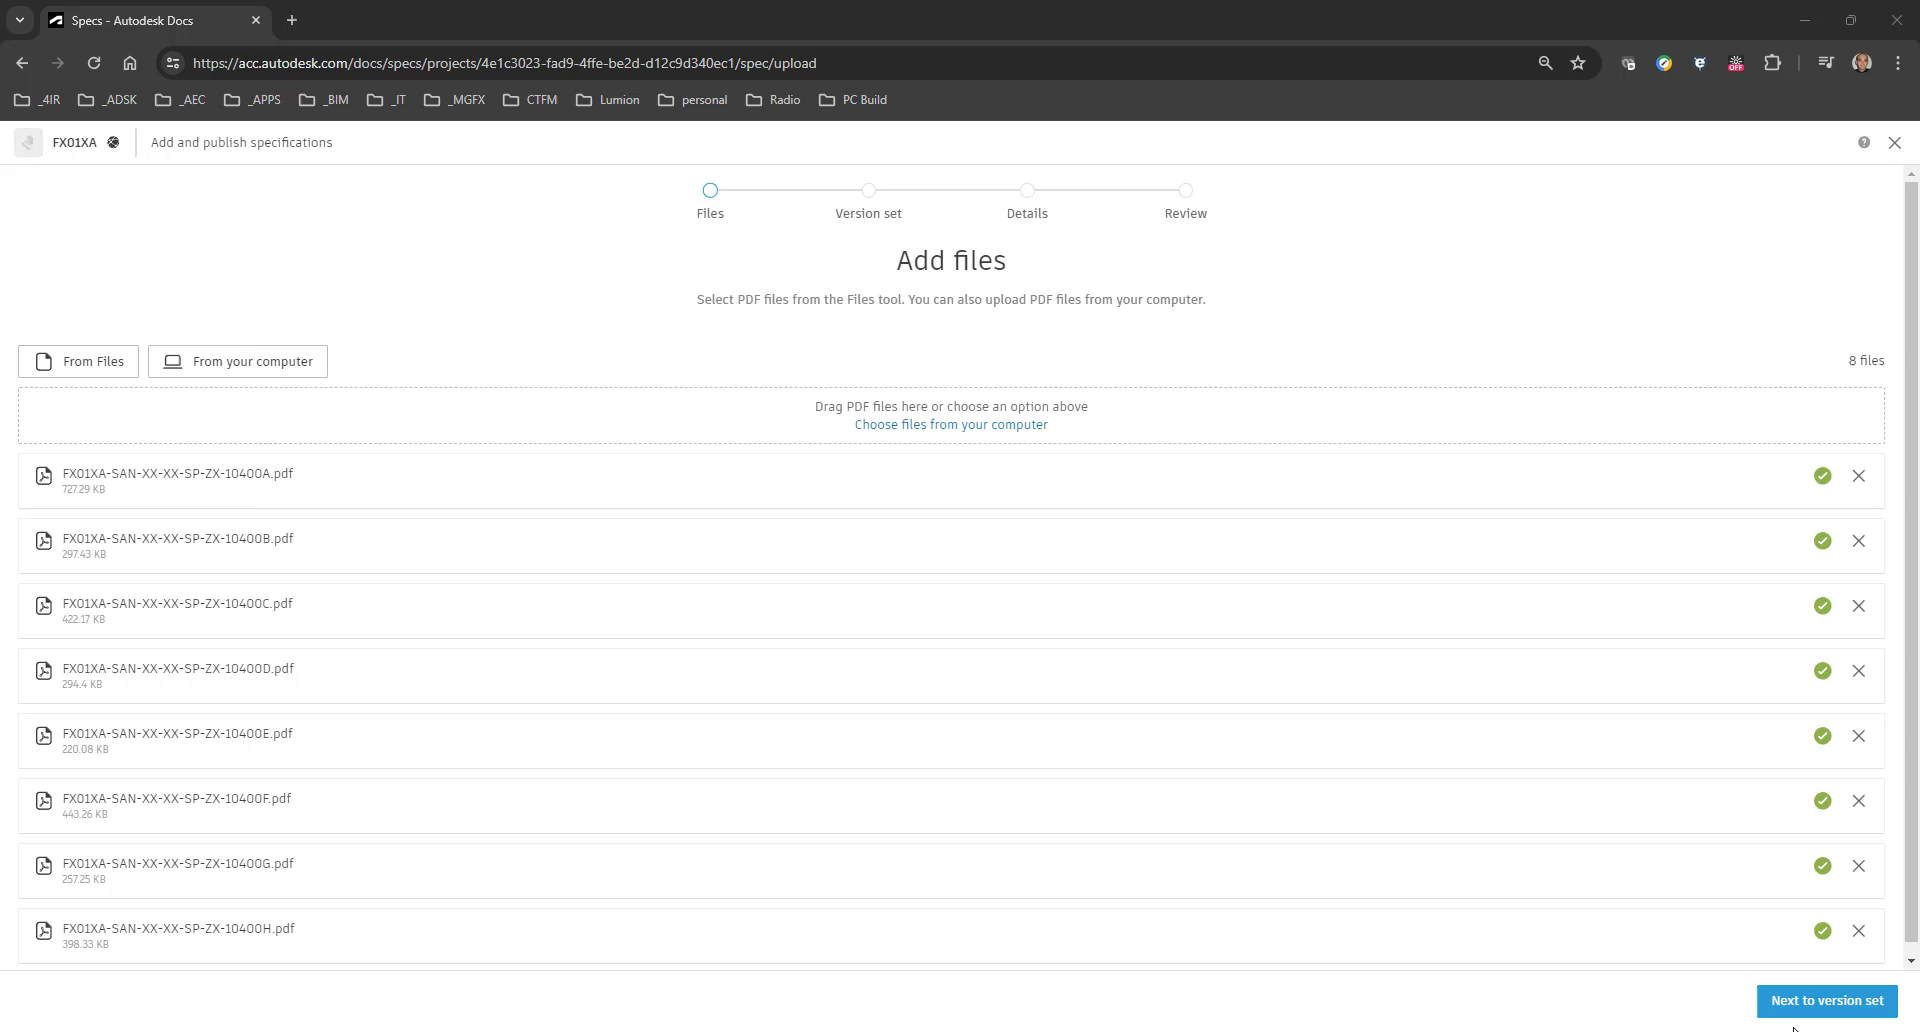 Specs - Autodesk Docs
https://acc.autodesk.com/docs/specs/projects/4e1c3023-fad9-4ffe-be2d-d12c9d340ec1/spec/upload
OFF
_4IR
_ADSK
_AEC
_APPS
_BIM
_IT
_MGFX
CTFM
Lumion
personal
Radio
PC Build
FX01XA
Add and publish specifications
Files
Version set
Details
Review
Add files
Select PDF files from the Files tool. You can also upload PDF files from your computer.
From Files
From your computer
8 files
Drag PDF files here or choose an option above
Choose files from your computer
FX01XA-SAN-XX-XX-SP-ZX-10400A.pdf
727.29 KB
FX01XA-SAN-XX-XX-SP-ZX-10400B.pdf
297.43 KB
FX01XA-SAN-XX-XX-SP-ZX-10400C.pdf
422.17 KB
FX01XA-SAN-XX-XX-SP-ZX-10400D.pdf
294.4 KB
FX01XA-SAN-XX-XX-SP-ZX-10400E.pdf
220.08 KB
FX01XA-SAN-XX-XX-SP-ZX-10400F.pdf
443.26 KB
FX01XA-SAN-XX-XX-SP-ZX-10400G.pdf
257.25 KB
FX01XA-SAN-XX-XX-SP-ZX-10400H.pdf
398.33 KB
Next to version set